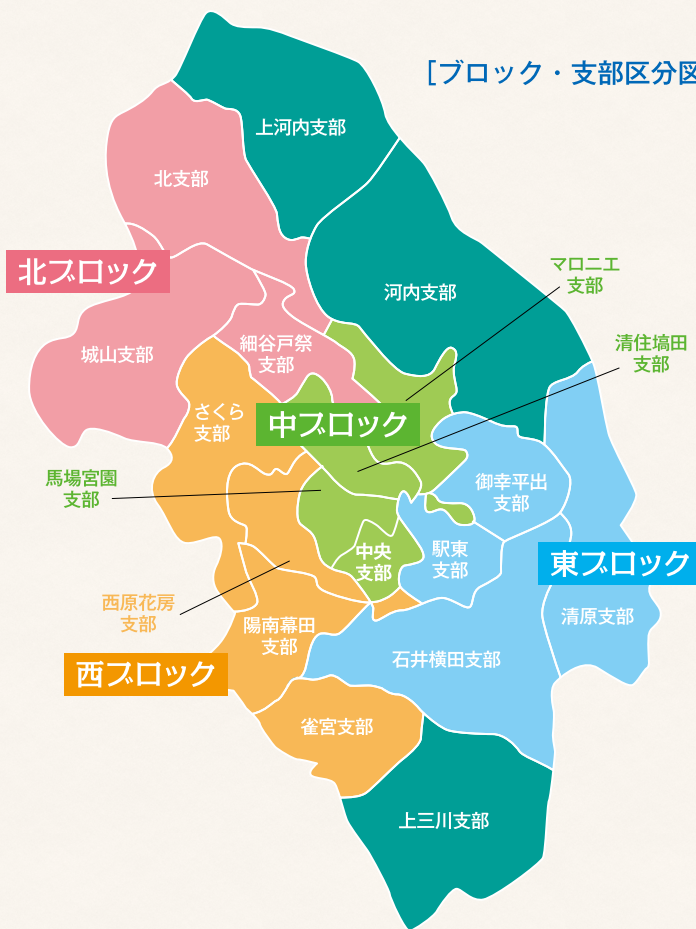 [ブロック・支部区分図
上河内支部
北支部
北ブロック
河内支部
マロニエ
支部
清住塙田
支部
城山支部
細谷戸祭
支部
さくら
支部
中ブロック
馬場宮園
支部
御幸平出
支部
中央
支部
駅東
支部
東ブロック
西原花房
支部
陽南幕田
支部
清原支部
西ブロック
石井横田支部
雀宮支部
上三川支部